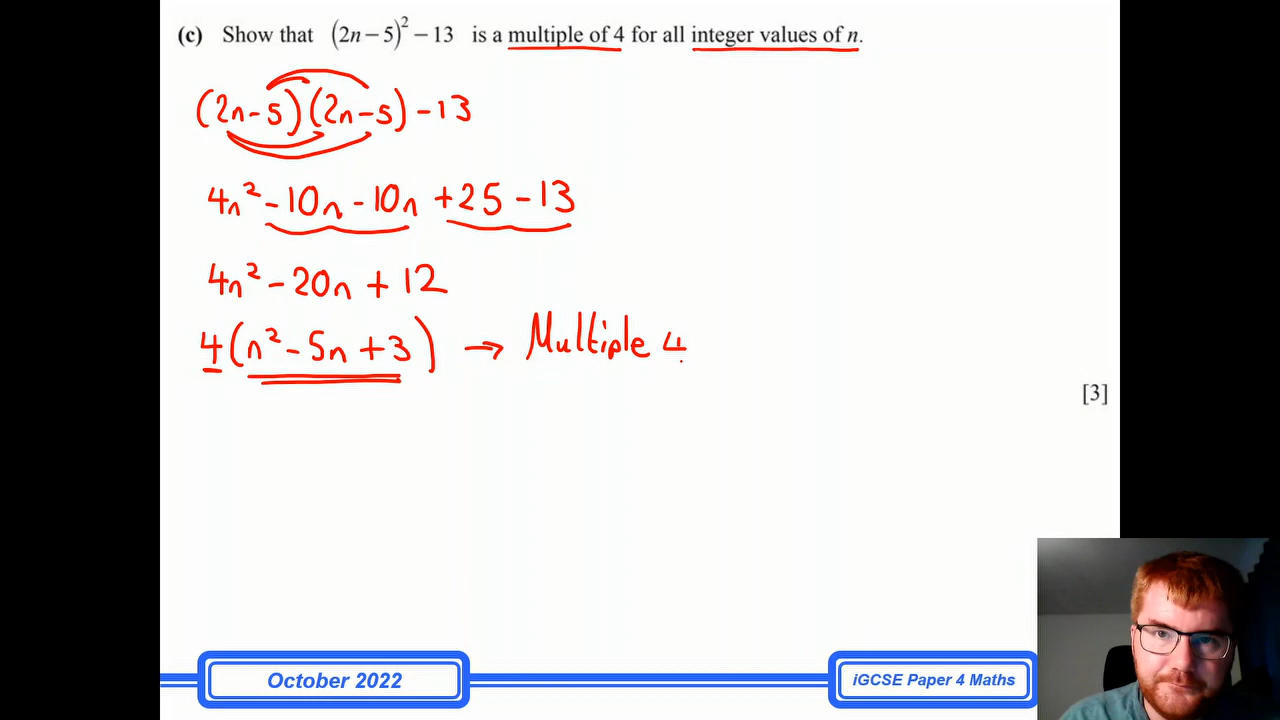 (c) Show that (2n − 5)² − 13 is a multiple of 4 for all integer values of n.
(2n − 5)(2n − 5) − 13
4n² − 10n − 10n + 25 − 13
4n² − 20n + 12
4(n² − 5n + 3) → Multiple 4
[3]
October 2022
iGCSE Paper 4 Maths